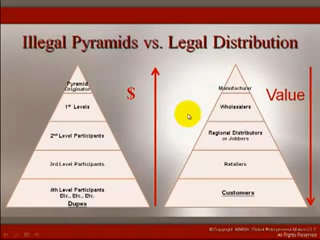 Illegal Pyramids vs. Legal Distribution
Pyramid
Originator
1st Levels
2nd Level Participants
3rd Level Participants
4th Level Participants
Etc., Etc., Etc.
Dupes
$
Manufacturer
Wholesalers
Regional Distributors
or Jobbers
Retailers
Customers
Value
All Rights Reserved